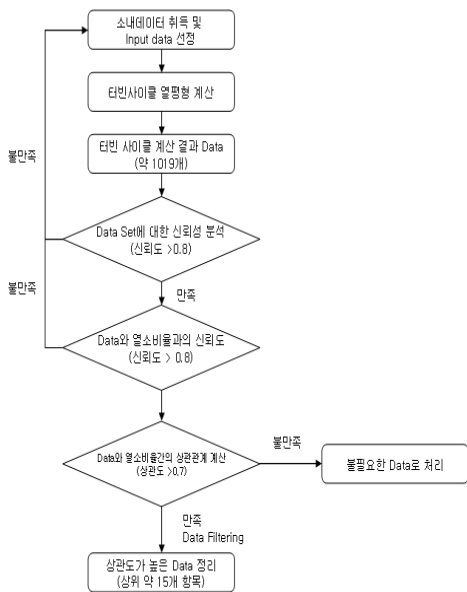 소내데이터 취득 및
Input data 선정
터빈사이클 열평형 계산
불만족
터빈 사이클 계산 결과 Data
(약 1019개)
Data Set에 대한 신뢰성 분석
(신뢰도 >0.8)
불만족
만족
Data와 열소비율과의 신뢰도
(신뢰도 > 0.8)
Data와 열소비율간의 상관관계 계산
(상관도 >0.7)
불만족
불필요한 Data로 처리
만족
Data Filtering
상관도가 높은 Data 정리
(상위 약 15개 항목)